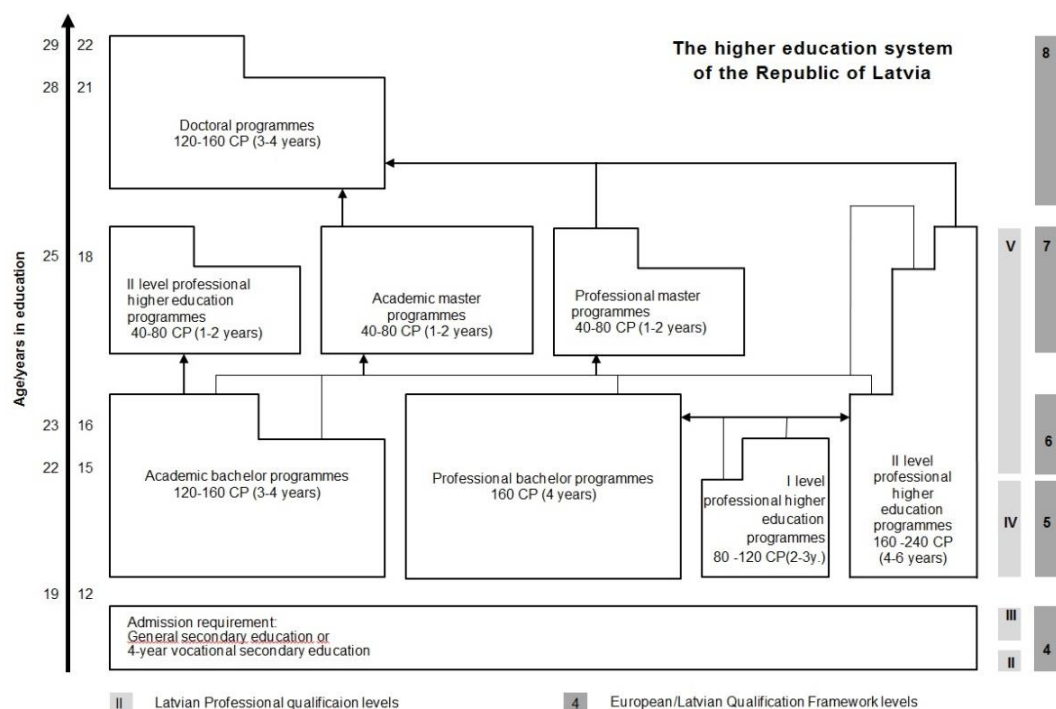 The higher education system
of the Republic of Latvia
Age/years in education
29 22
28 21
25 18
23 16
22 15
19 12
Doctoral programmes
120-160 CP (3-4 years)
II level professional
higher education
programmes
40-80 CP (1-2 years)
Academic master
programmes
40-80 CP (1-2 years)
Professional master
programmes
40-80 CP (1-2 years)
Academic bachelor programmes
120-160 CP (3-4 years)
Professional bachelor programmes
160 CP (4 years)
I level
professional higher
education
programmes
80 -120 CP(2-3y.)
II level
professional
higher
education
programmes
160 -240 CP
(4-6 years)
Admission requirement:
General secondary education or
4-year vocational secondary education
V
IV
III
II
8
7
6
5
4
II Latvian Professional qualificaion levels
4 European/Latvian Qualification Framework levels